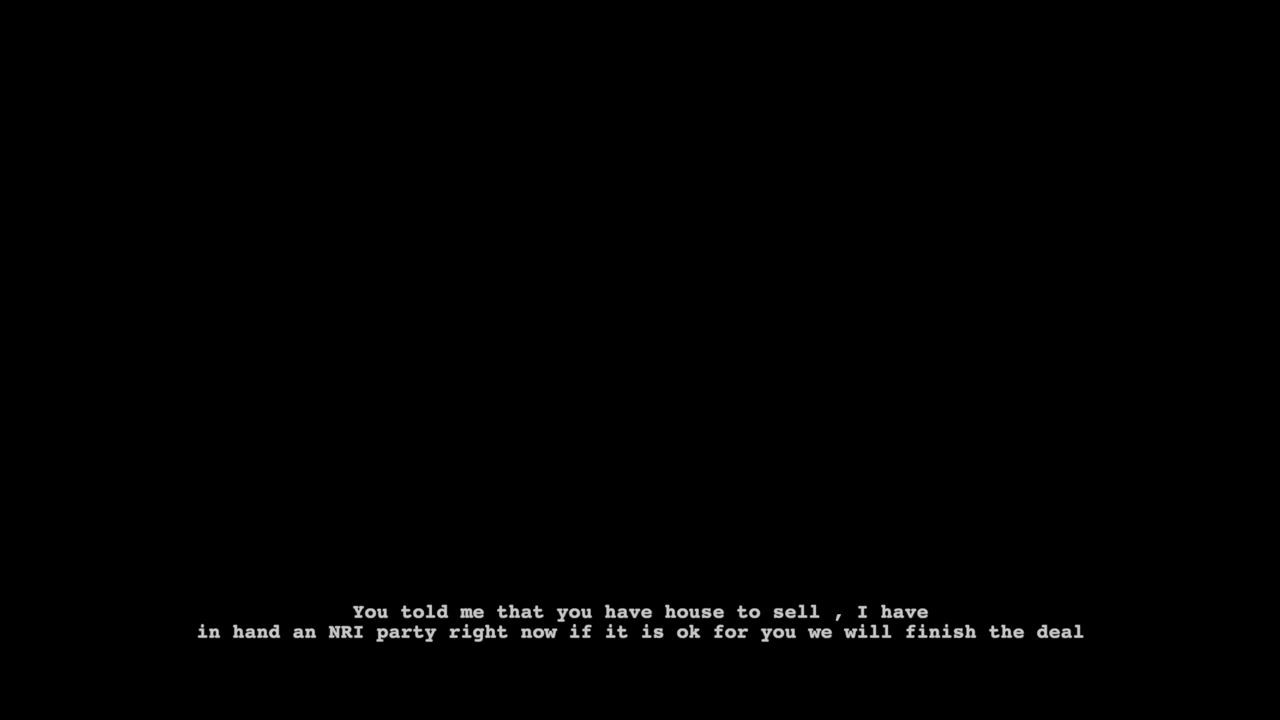 You told me that you have house to sell , I have
in hand an NRI party right now if it is ok for you we will finish the deal